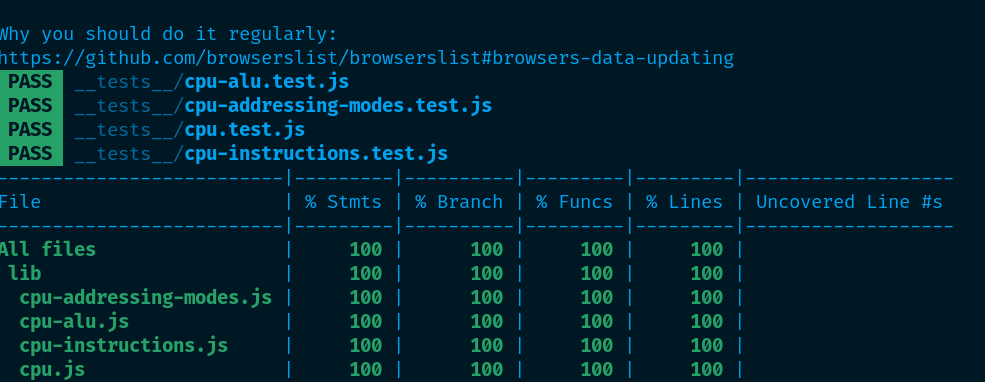 Why you should do it regularly:
https://github.com/browserslist/browserslist#browsers-data-updating
PASS __tests__/cpu-alu.test.js
PASS __tests__/cpu-addressing-modes.test.js
PASS __tests__/cpu.test.js
PASS __tests__/cpu-instructions.test.js
--------------------------|---------|----------|---------|---------|-------------------
File | % Stmts | % Branch | % Funcs | % Lines | Uncovered Line #s
--------------------------|---------|----------|---------|---------|-------------------
All files | 100 | 100 | 100 | 100 |
lib | 100 | 100 | 100 | 100 |
cpu-addressing-modes.js | 100 | 100 | 100 | 100 |
cpu-alu.js | 100 | 100 | 100 | 100 |
cpu-instructions.js | 100 | 100 | 100 | 100 |
cpu.js | 100 | 100 | 100 | 100 |